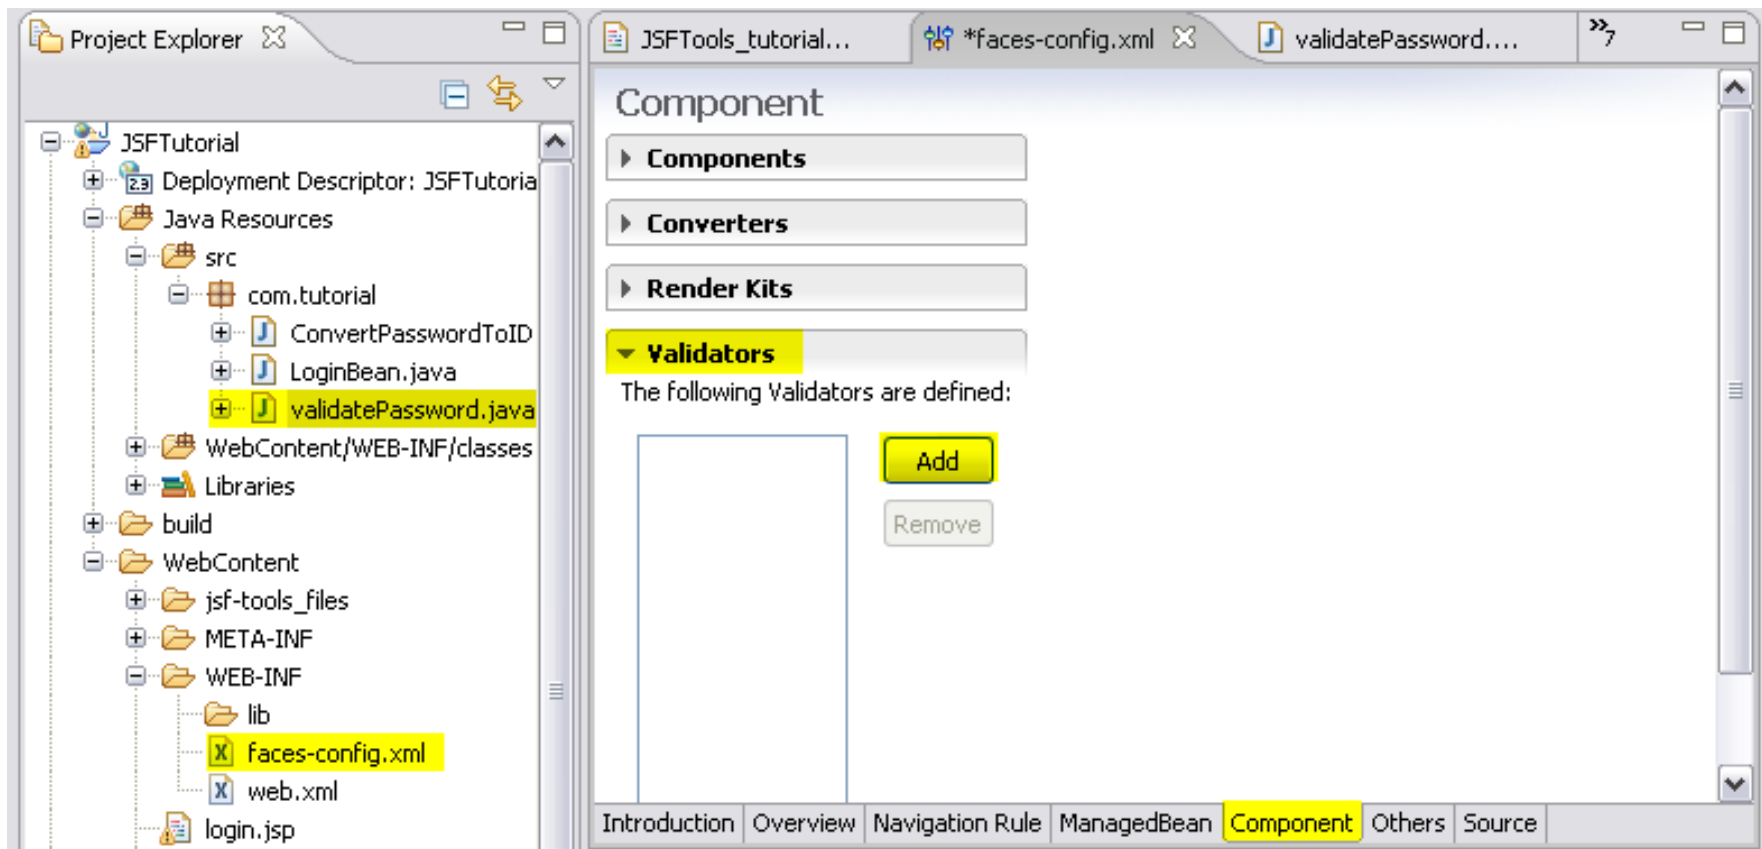 Project Explorer
JSFTutorial
Deployment Descriptor: JSFTutoria
Java Resources
src
com.tutorial
ConvertPasswordToID
LoginBean.java
validatePassword.java
WebContent/WEB-INF/classes
Libraries
build
WebContent
jsf-tools_files
META-INF
WEB-INF
lib
faces-config.xml
web.xml
login.jsp
JSFTools_tutorial... *faces-config.xml validatePassword.... »7
Component
Components
Converters
Render Kits
Validators
The following Validators are defined:
Add
Remove
Introduction Overview Navigation Rule ManagedBean Component Others Source